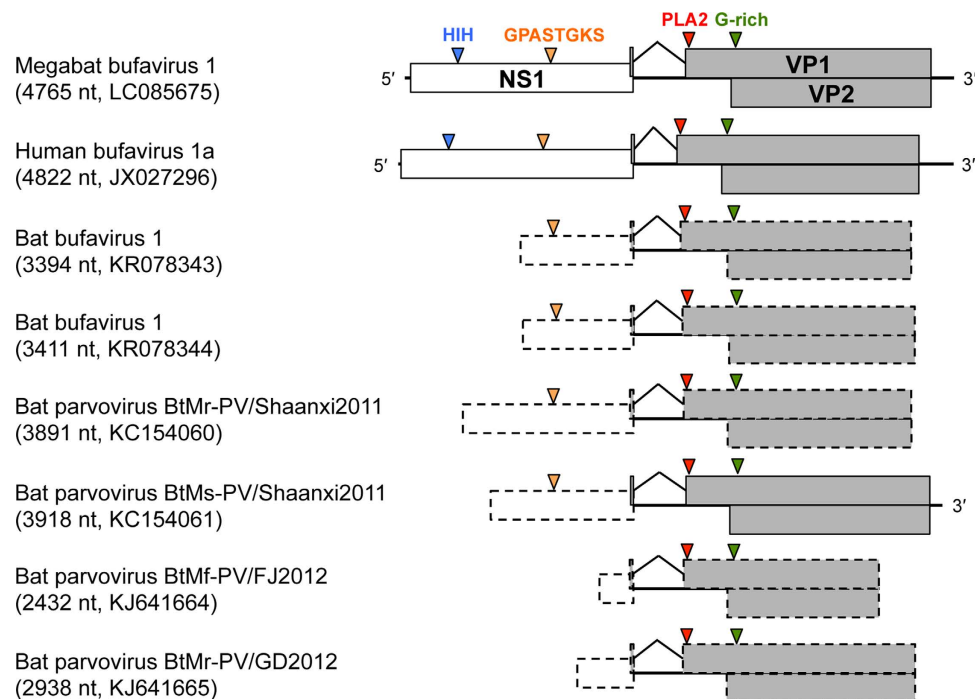 HIH GPASTGKS PLA2 G-rich
Megabat bufavirus 1
(4765 nt, LC085675)
5′ NS1 VP1 3′
VP2
Human bufavirus 1a
(4822 nt, JX027296)
5′ 3′
Bat bufavirus 1
(3394 nt, KR078343)
Bat bufavirus 1
(3411 nt, KR078344)
Bat parvovirus BtMr-PV/Shaanxi2011
(3891 nt, KC154060)
Bat parvovirus BtMs-PV/Shaanxi2011
(3918 nt, KC154061)
3′
Bat parvovirus BtMf-PV/FJ2012
(2432 nt, KJ641664)
Bat parvovirus BtMr-PV/GD2012
(2938 nt, KJ641665)